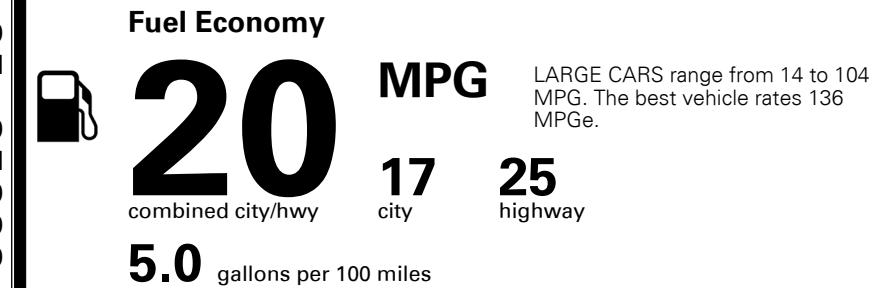 Fuel Economy
20 MPG
LARGE CARS range from 14 to 104
MPG. The best vehicle rates 136
MPGe.
combined city/hwy
17
city
25
highway
5.0 gallons per 100 miles